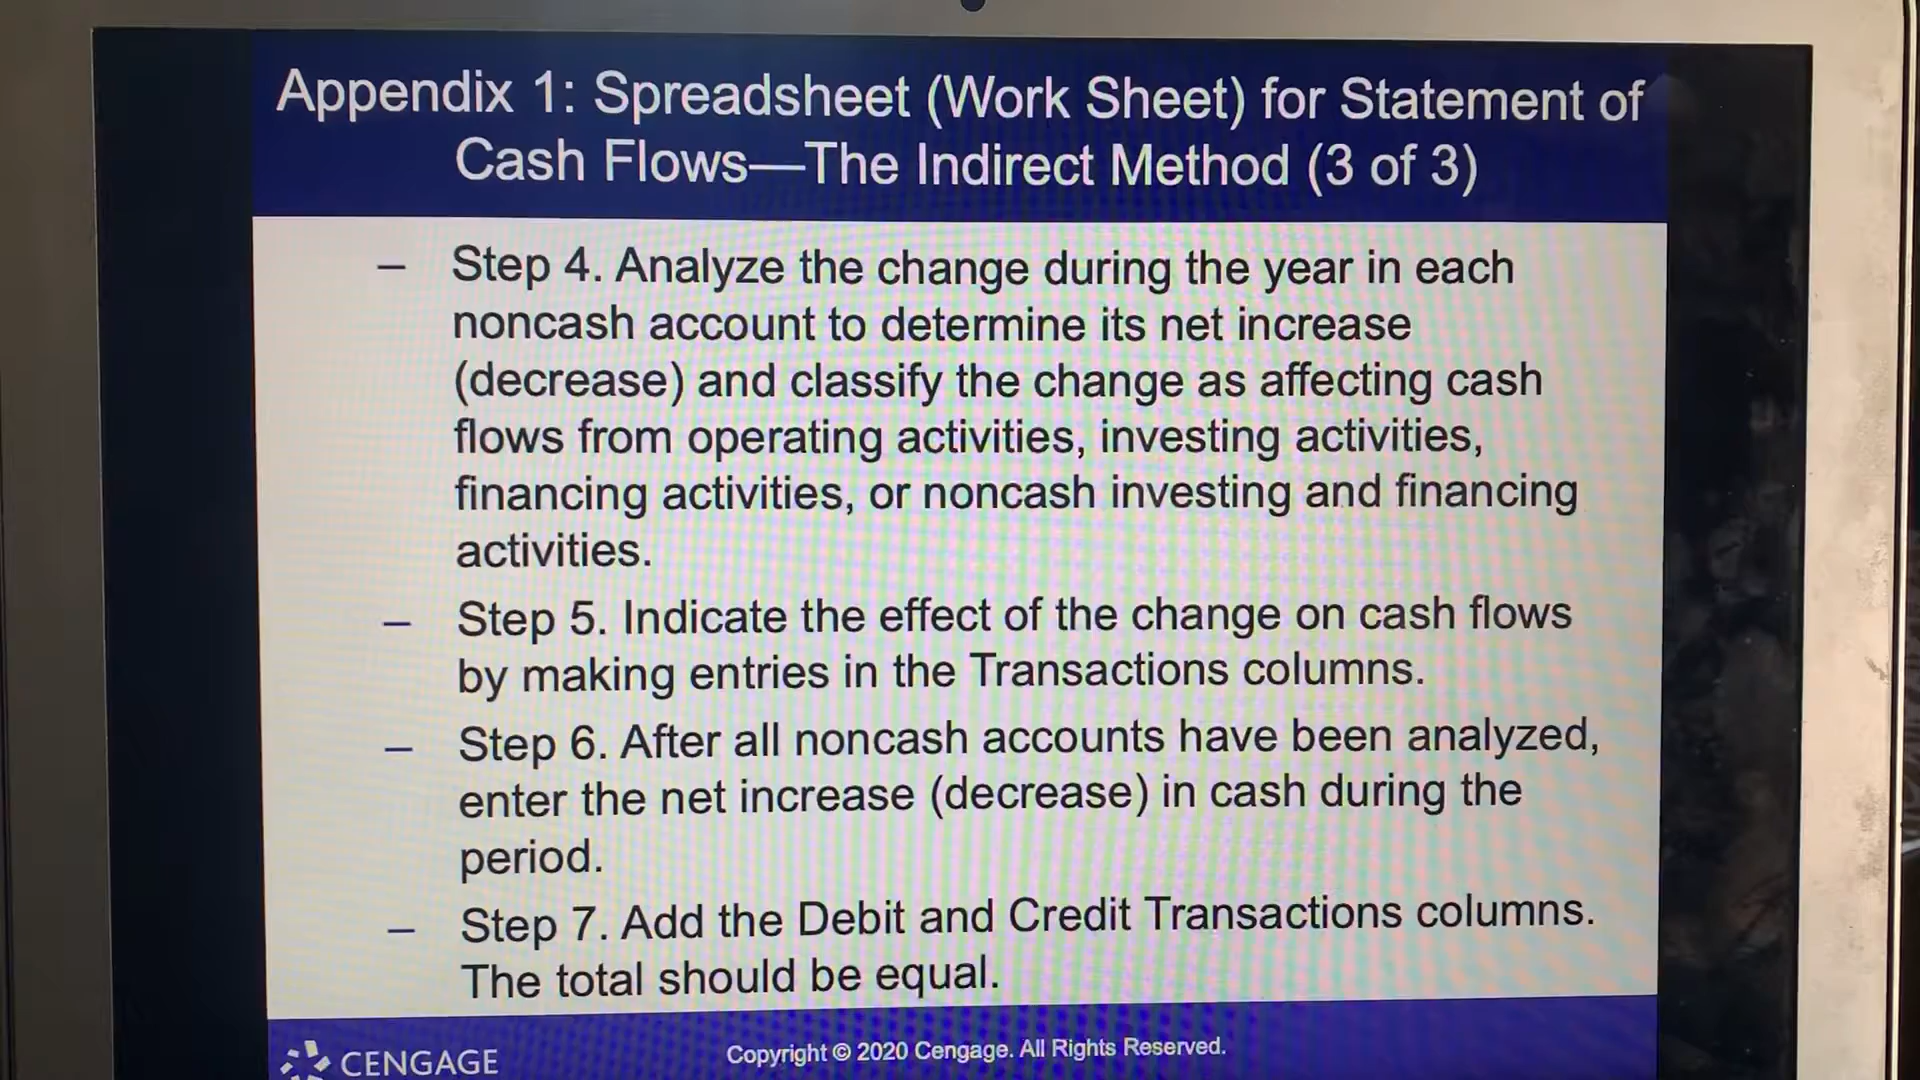 Appendix 1: Spreadsheet (Work Sheet) for Statement of
Cash Flows—The Indirect Method (3 of 3)
– Step 4. Analyze the change during the year in each
noncash account to determine its net increase
(decrease) and classify the change as affecting cash
flows from operating activities, investing activities,
financing activities, or noncash investing and financing
activities.
– Step 5. Indicate the effect of the change on cash flows
by making entries in the Transactions columns.
– Step 6. After all noncash accounts have been analyzed,
enter the net increase (decrease) in cash during the
period.
– Step 7. Add the Debit and Credit Transactions columns.
The total should be equal.
CENGAGE
Copyright © 2020 Cengage. All Rights Reserved.